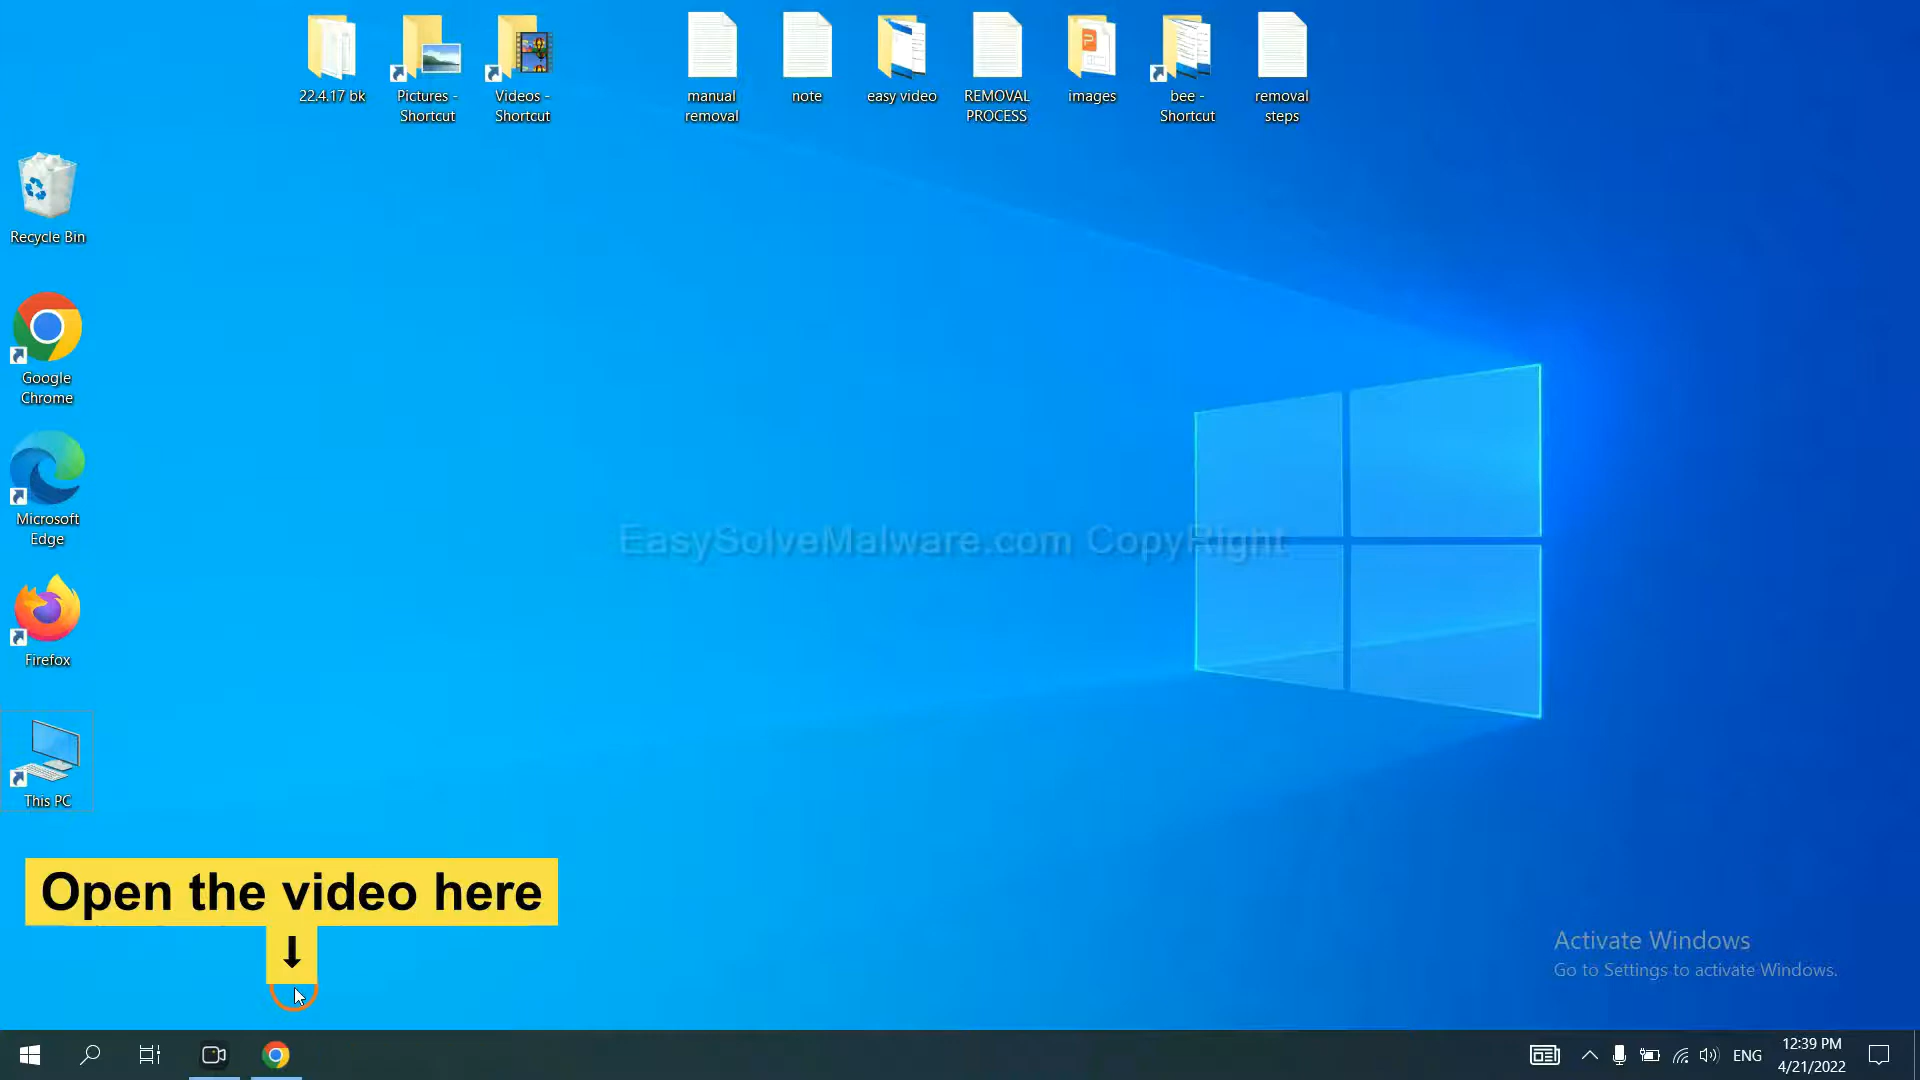 22.4.17 bk
Pictures -
Shortcut
Videos -
Shortcut
manual
removal
note
easy video
REMOVAL
PROCESS
images
bee -
Shortcut
removal
steps
Recycle Bin
Google
Chrome
Microsoft
Edge
Firefox
This PC
EasySolveMalware.com CopyRight
Open the video here
Activate Windows
Go to Settings to activate Windows.
ENG
12:39 PM
4/21/2022